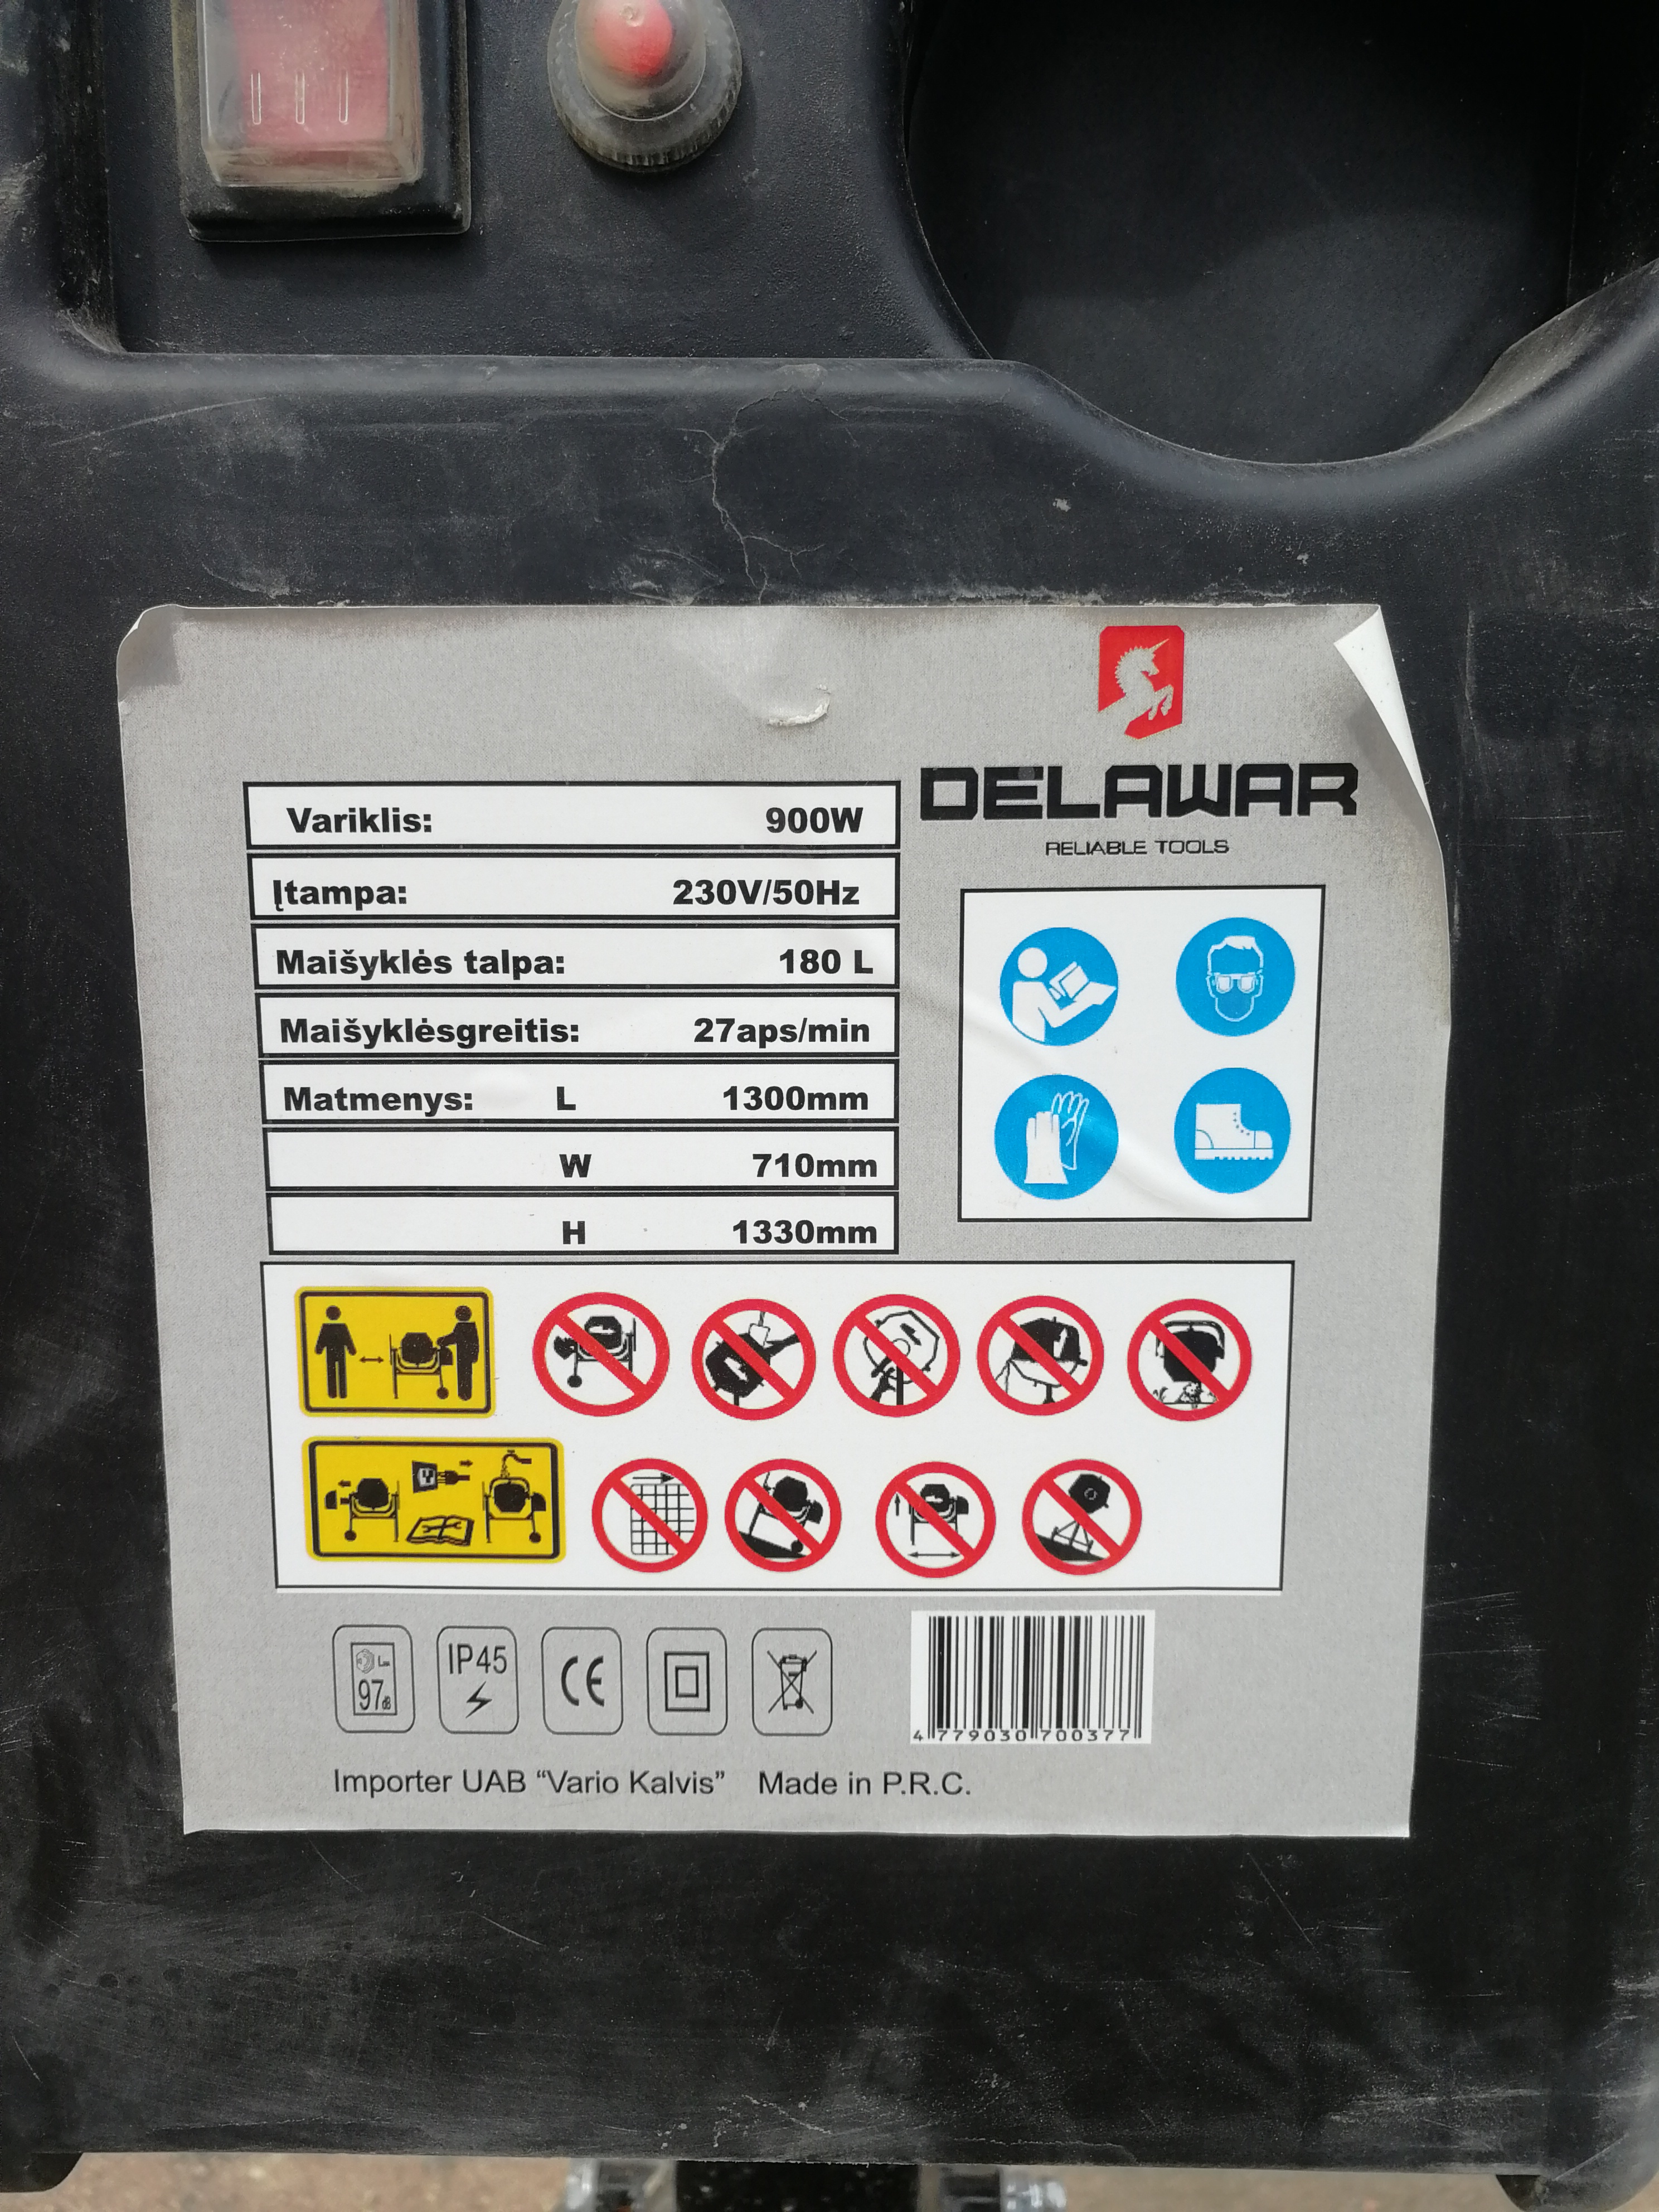 DELAWAR
RELIABLE TOOLS
Variklis: 900W
Įtampa: 230V/50Hz
Maišyklės talpa: 180 L
Maišyklėsgreitis: 27aps/min
Matmenys: L 1300mm
W 710mm
H 1330mm
97dB
IP45
CE
4 779030 700377
Importer UAB “Vario Kalvis” Made in P.R.C.